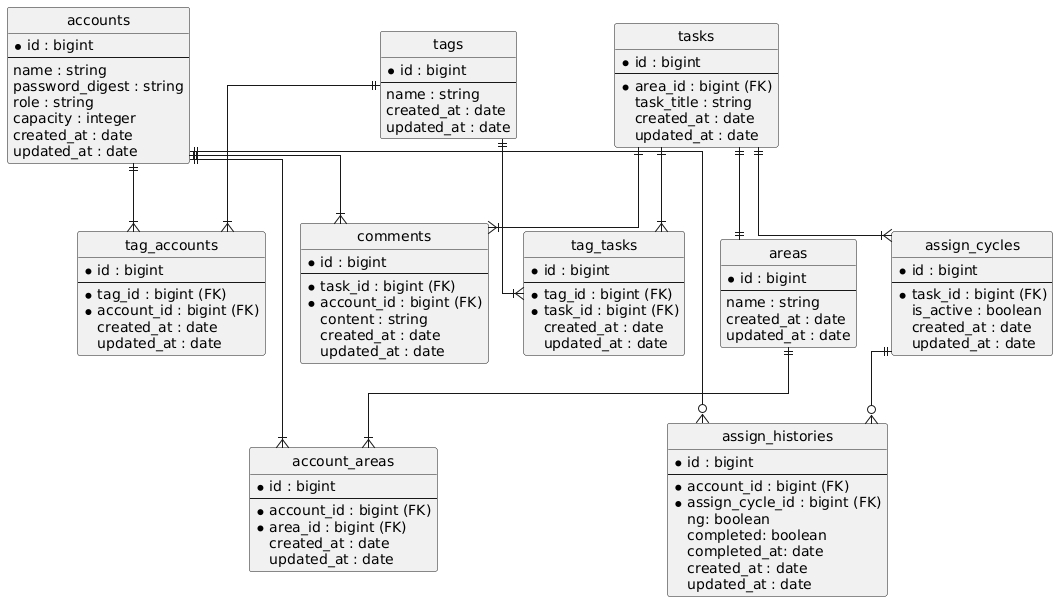 accounts
id : bigint
name : string
password_digest : string
role : string
capacity : integer
created_at : date
updated_at : date
tags
id : bigint
name : string
created_at : date
updated_at : date
tasks
id : bigint
area_id : bigint (FK)
task_title : string
created_at : date
updated_at : date
tag_accounts
id : bigint
tag_id : bigint (FK)
account_id : bigint (FK)
created_at : date
updated_at : date
comments
id : bigint
task_id : bigint (FK)
account_id : bigint (FK)
content : string
created_at : date
updated_at : date
tag_tasks
id : bigint
tag_id : bigint (FK)
task_id : bigint (FK)
created_at : date
updated_at : date
areas
id : bigint
name : string
created_at : date
updated_at : date
assign_cycles
id : bigint
task_id : bigint (FK)
is_active : boolean
created_at : date
updated_at : date
account_areas
id : bigint
account_id : bigint (FK)
area_id : bigint (FK)
created_at : date
updated_at : date
assign_histories
id : bigint
account_id : bigint (FK)
assign_cycle_id : bigint (FK)
ng: boolean
completed: boolean
completed_at: date
created_at : date
updated_at : date